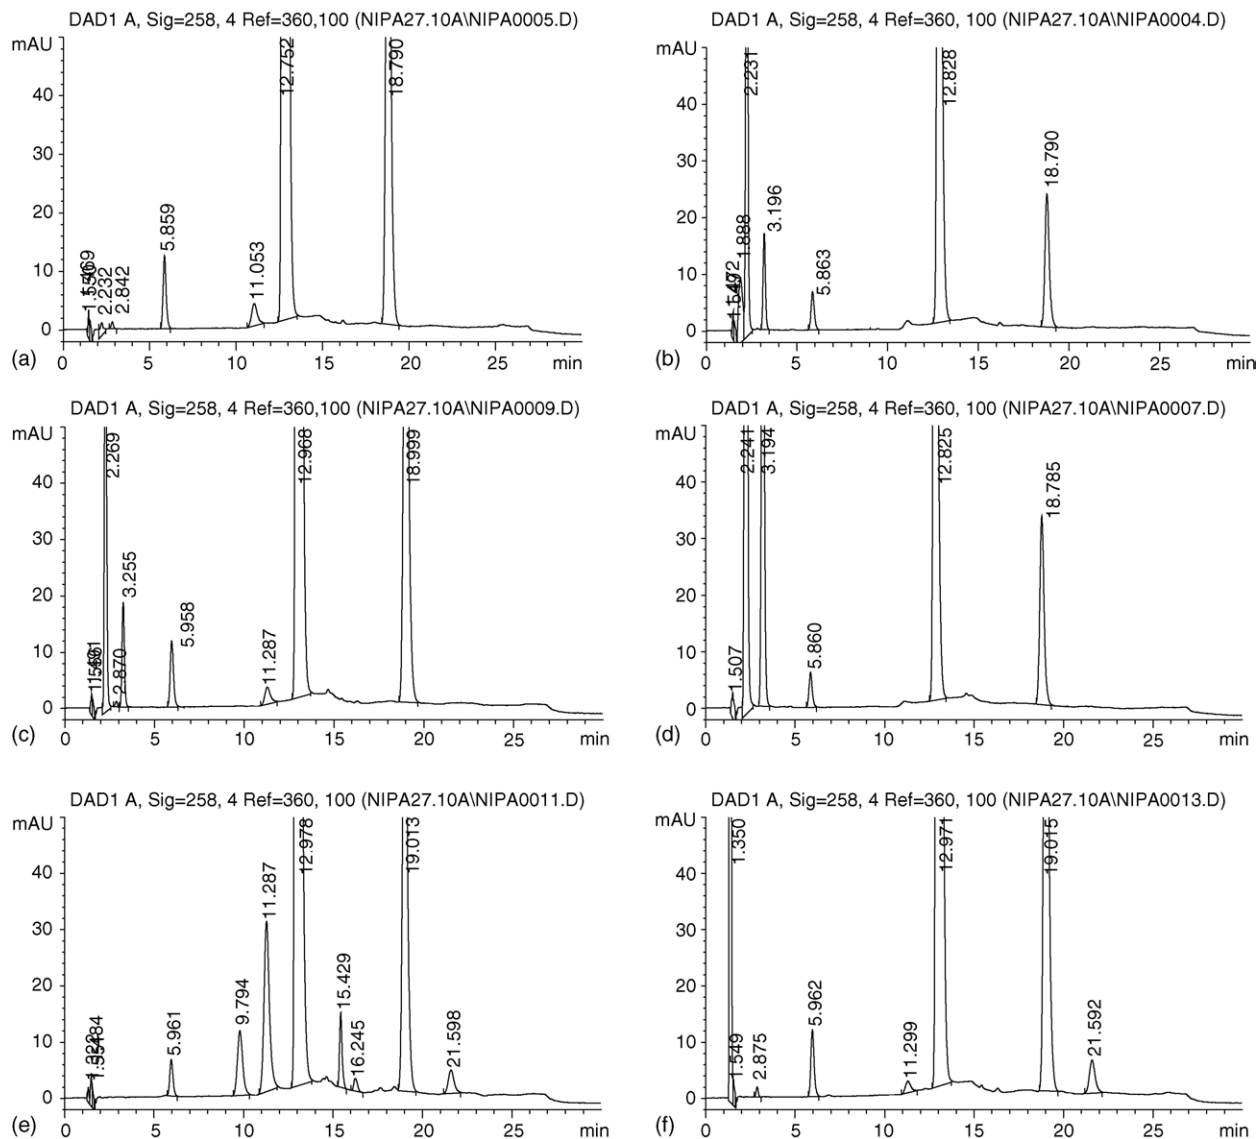 DAD1 A, Sig=258, 4 Ref=360,100 (NIPA27.10A\NIPA0005.D)
mAU
40
30
20
10
0
2.232
2.842
5.859
11.053
12.752
18.790
0 5 10 15 20 25 min
(a)
DAD1 A, Sig=258, 4 Ref=360, 100 (NIPA27.10A\NIPA0004.D)
mAU
40
30
20
10
0
1.888
2.231
3.196
5.863
12.828
18.790
0 5 10 15 20 25 min
(b)
DAD1 A, Sig=258, 4 Ref=360,100 (NIPA27.10A\NIPA0009.D)
mAU
40
30
20
10
0
2.269
2.870
3.255
5.958
11.287
12.968
18.999
0 5 10 15 20 25 min
(c)
DAD1 A, Sig=258, 4 Ref=360,100 (NIPA27.10A\NIPA0007.D)
mAU
40
30
20
10
0
1.507
2.241
3.194
5.860
12.825
18.785
0 5 10 15 20 25 min
(d)
DAD1 A, Sig=258, 4 Ref=360, 100 (NIPA27.10A\NIPA0011.D)
mAU
40
30
20
10
0
5.961
9.794
11.287
12.978
15.429
16.245
19.013
21.598
0 5 10 15 20 25 min
(e)
DAD1 A, Sig=258, 4 Ref=360, 100 (NIPA27.10A\NIPA0013.D)
mAU
40
30
20
10
0
1.350
1.549
2.875
5.962
11.299
12.971
19.015
21.592
0 5 10 15 20 25 min
(f)